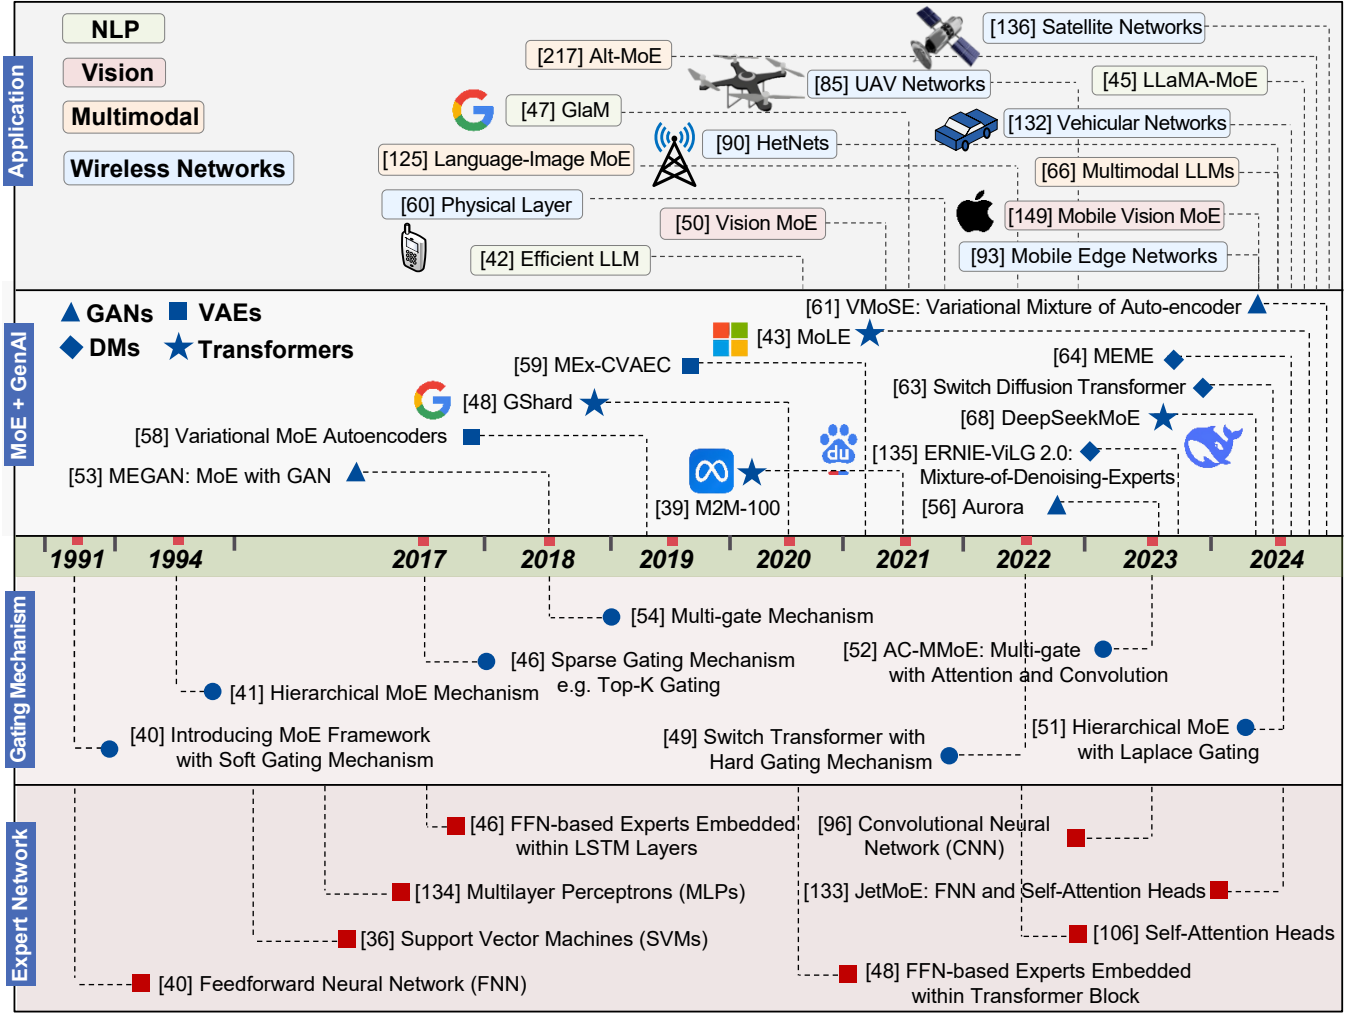 Application
NLP
Vision
Multimodal
Wireless Networks
[136] Satellite Networks
[217] Alt-MoE
[85] UAV Networks
[45] LLaMA-MoE
[47] GlaM
[132] Vehicular Networks
[90] HetNets
[125] Language-Image MoE
[66] Multimodal LLMs
[60] Physical Layer
[50] Vision MoE
[149] Mobile Vision MoE
[42] Efficient LLM
[93] Mobile Edge Networks
MoE + GenAI
GANs
VAEs
DMs
Transformers
[61] VMoSE: Variational Mixture of Auto-encoder
[43] MoLE
[64] MEME
[59] MEx-CVAEC
[63] Switch Diffusion Transformer
[48] GShard
[68] DeepSeekMoE
[58] Variational MoE Autoencoders
du
[135] ERNIE-ViLG 2.0:
Mixture-of-Denoising-Experts
[53] MEGAN: MoE with GAN
[39] M2M-100
[56] Aurora
1991
1994
2017
2018
2019
2020
2021
2022
2023
2024
Gating Mechanism
[54] Multi-gate Mechanism
[52] AC-MMoE: Multi-gate
with Attention and Convolution
[46] Sparse Gating Mechanism
e.g. Top-K Gating
[41] Hierarchical MoE Mechanism
[40] Introducing MoE Framework
with Soft Gating Mechanism
[49] Switch Transformer with
Hard Gating Mechanism
[51] Hierarchical MoE
with Laplace Gating
Expert Network
[46] FFN-based Experts Embedded
within LSTM Layers
[96] Convolutional Neural
Network (CNN)
[134] Multilayer Perceptrons (MLPs)
[133] JetMoE: FNN and Self-Attention Heads
[36] Support Vector Machines (SVMs)
[106] Self-Attention Heads
[40] Feedforward Neural Network (FNN)
[48] FFN-based Experts Embedded
within Transformer Block